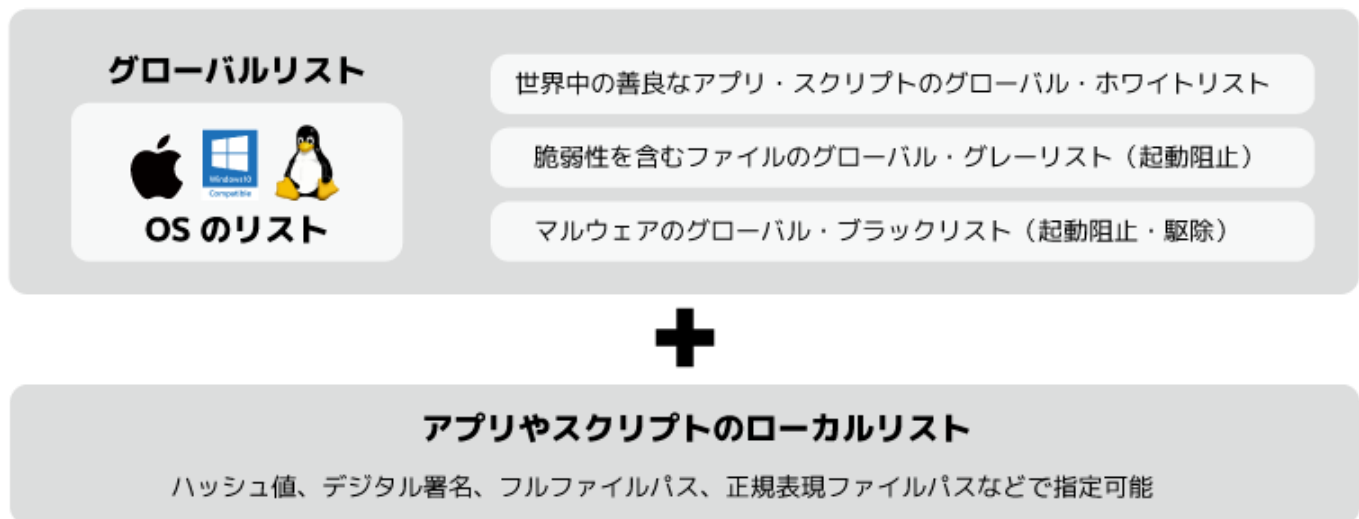 グローバルリスト
Windows10
Compatible
OS のリスト
世界中の善良なアプリ・スクリプトのグローバル・ホワイトリスト
脆弱性を含むファイルのグローバル・グレーリスト（起動阻止）
マルウェアのグローバル・ブラックリスト（起動阻止・駆除）
アプリやスクリプトのローカルリスト
ハッシュ値、デジタル署名、フルファイルパス、正規表現ファイルパスなどで指定可能